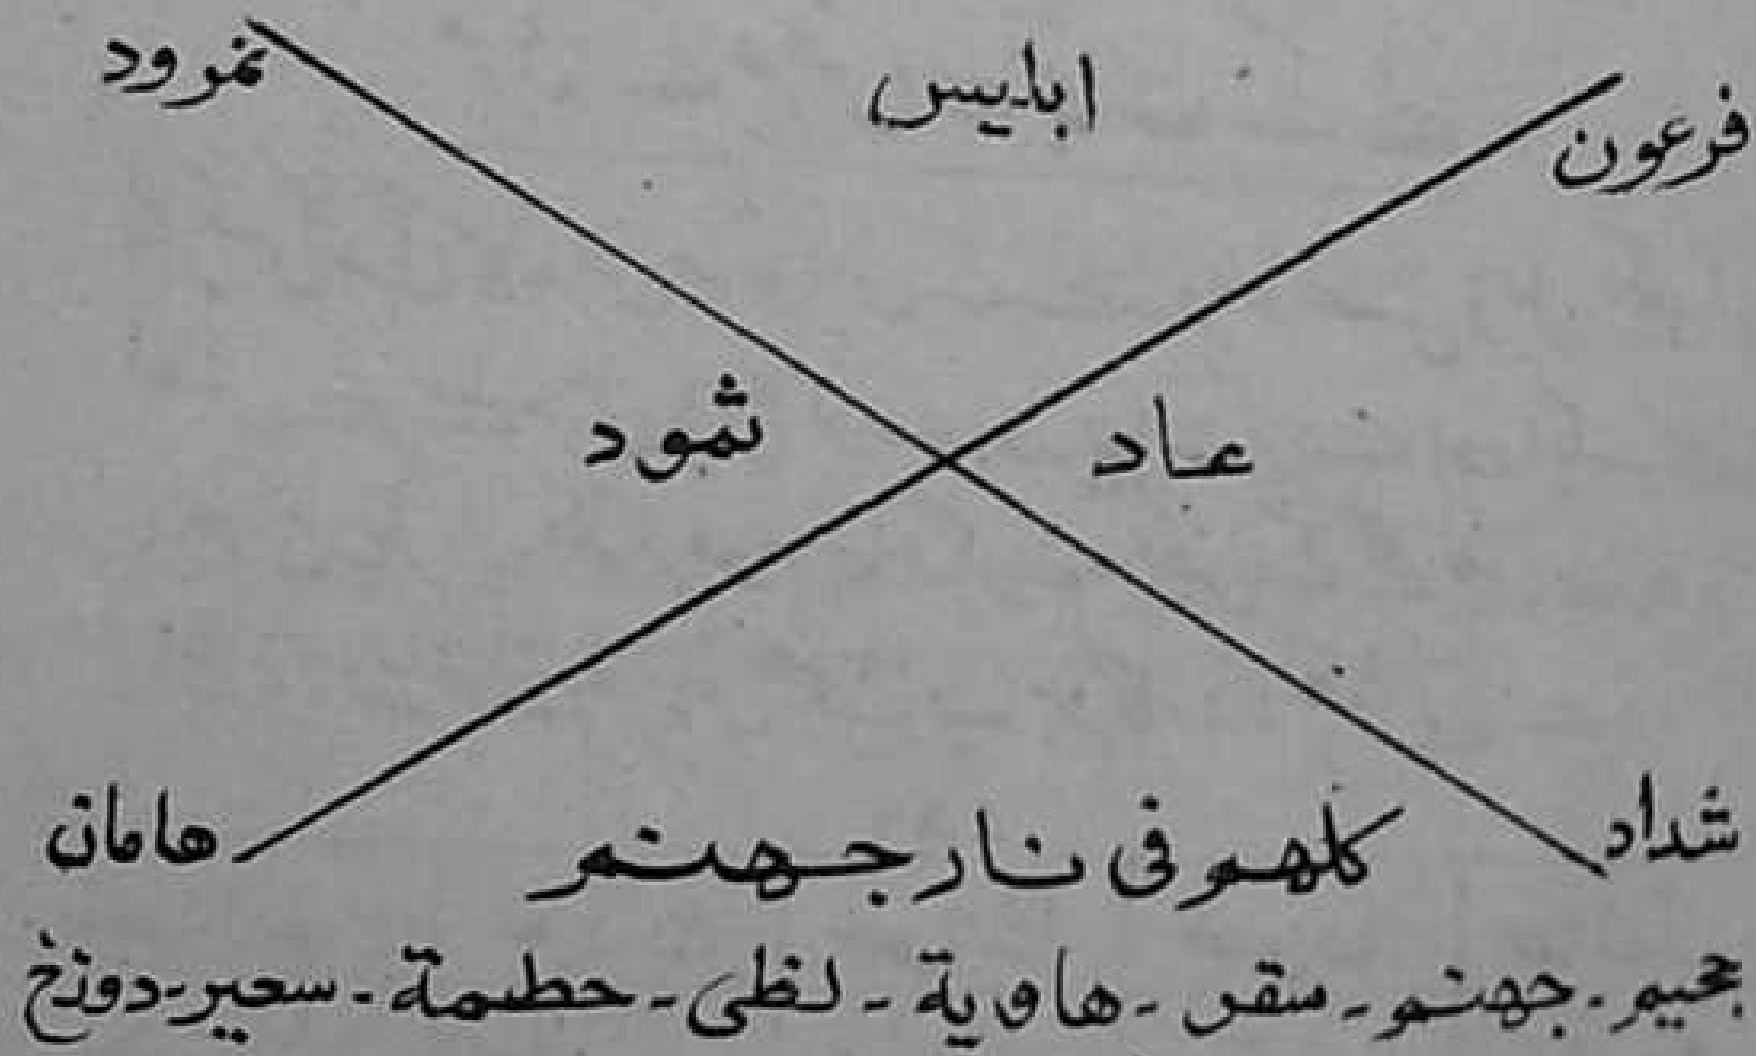 فرعون ابليس نمرود
عاد ثمود
شداد كلهم فى نار جهنم هامان
جحيم - جهنم - سقر - هاوية - لظى - حطمة - سعير - دوزخ